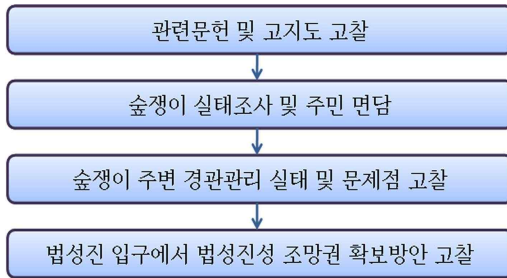 관련문헌 및 고지도 고찰
숲쟁이 실태조사 및 주민 면담
숲쟁이 주변 경관관리 실태 및 문제점 고찰
법성진 입구에서 법성진성 조망권 확보방안 고찰